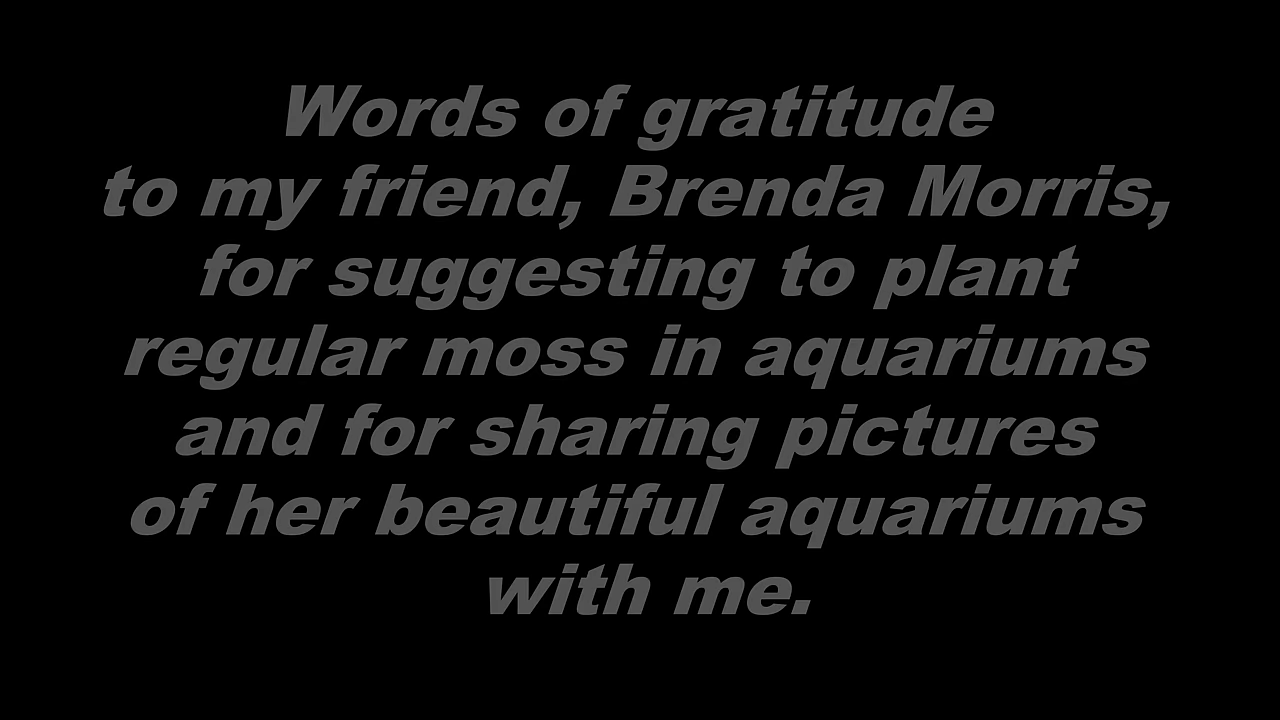 Words of gratitude
to my friend, Brenda Morris,
for suggesting to plant
regular moss in aquariums
and for sharing pictures
of her beautiful aquariums
with me.